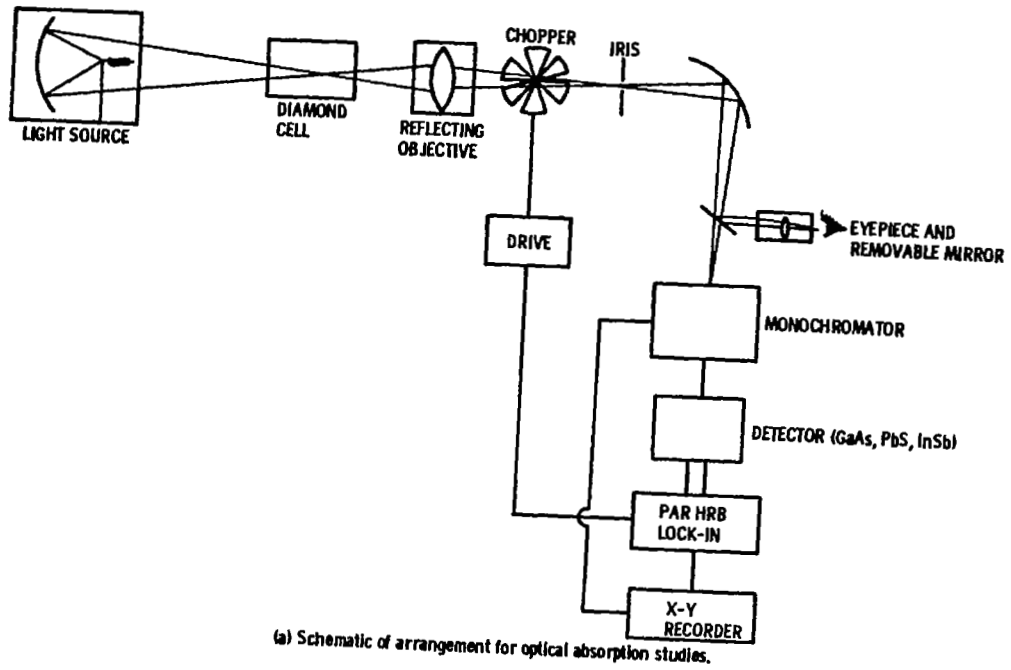 CHOPPER
IRIS
LIGHT SOURCE
DIAMOND
CELL
REFLECTING
OBJECTIVE
DRIVE
EYEPIECE AND
REMOVABLE MIRROR
MONOCHROMATOR
DETECTOR (GaAs, PbS, InSb)
PAR HRB
LOCK-IN
X-Y
RECORDER
(a) Schematic of arrangement for optical absorption studies.